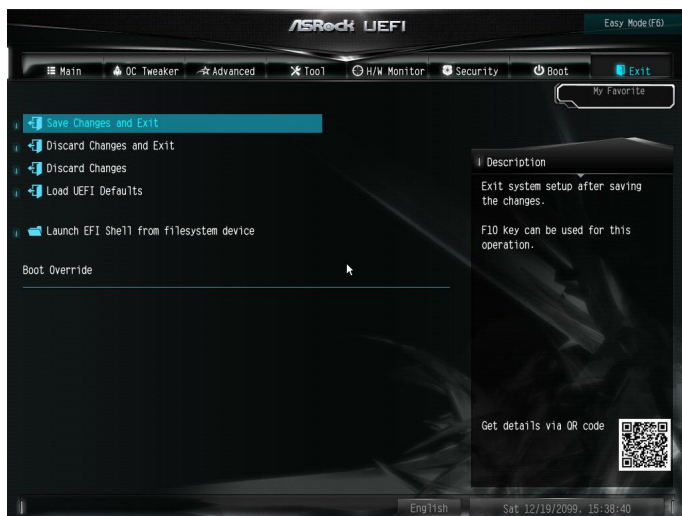 ASRock UEFI
Easy Mode(F6)
Main
OC Tweaker
Advanced
Tool
H/W Monitor
Security
Boot
Exit
My Favorite
Save Changes and Exit
Discard Changes and Exit
Discard Changes
Load UEFI Defaults
Launch EFI Shell from filesystem device
Boot Override
Description
Exit system setup after saving
the changes.
F10 key can be used for this
operation.
Get details via QR code
English
Sat 12/19/2099. 15:38:40